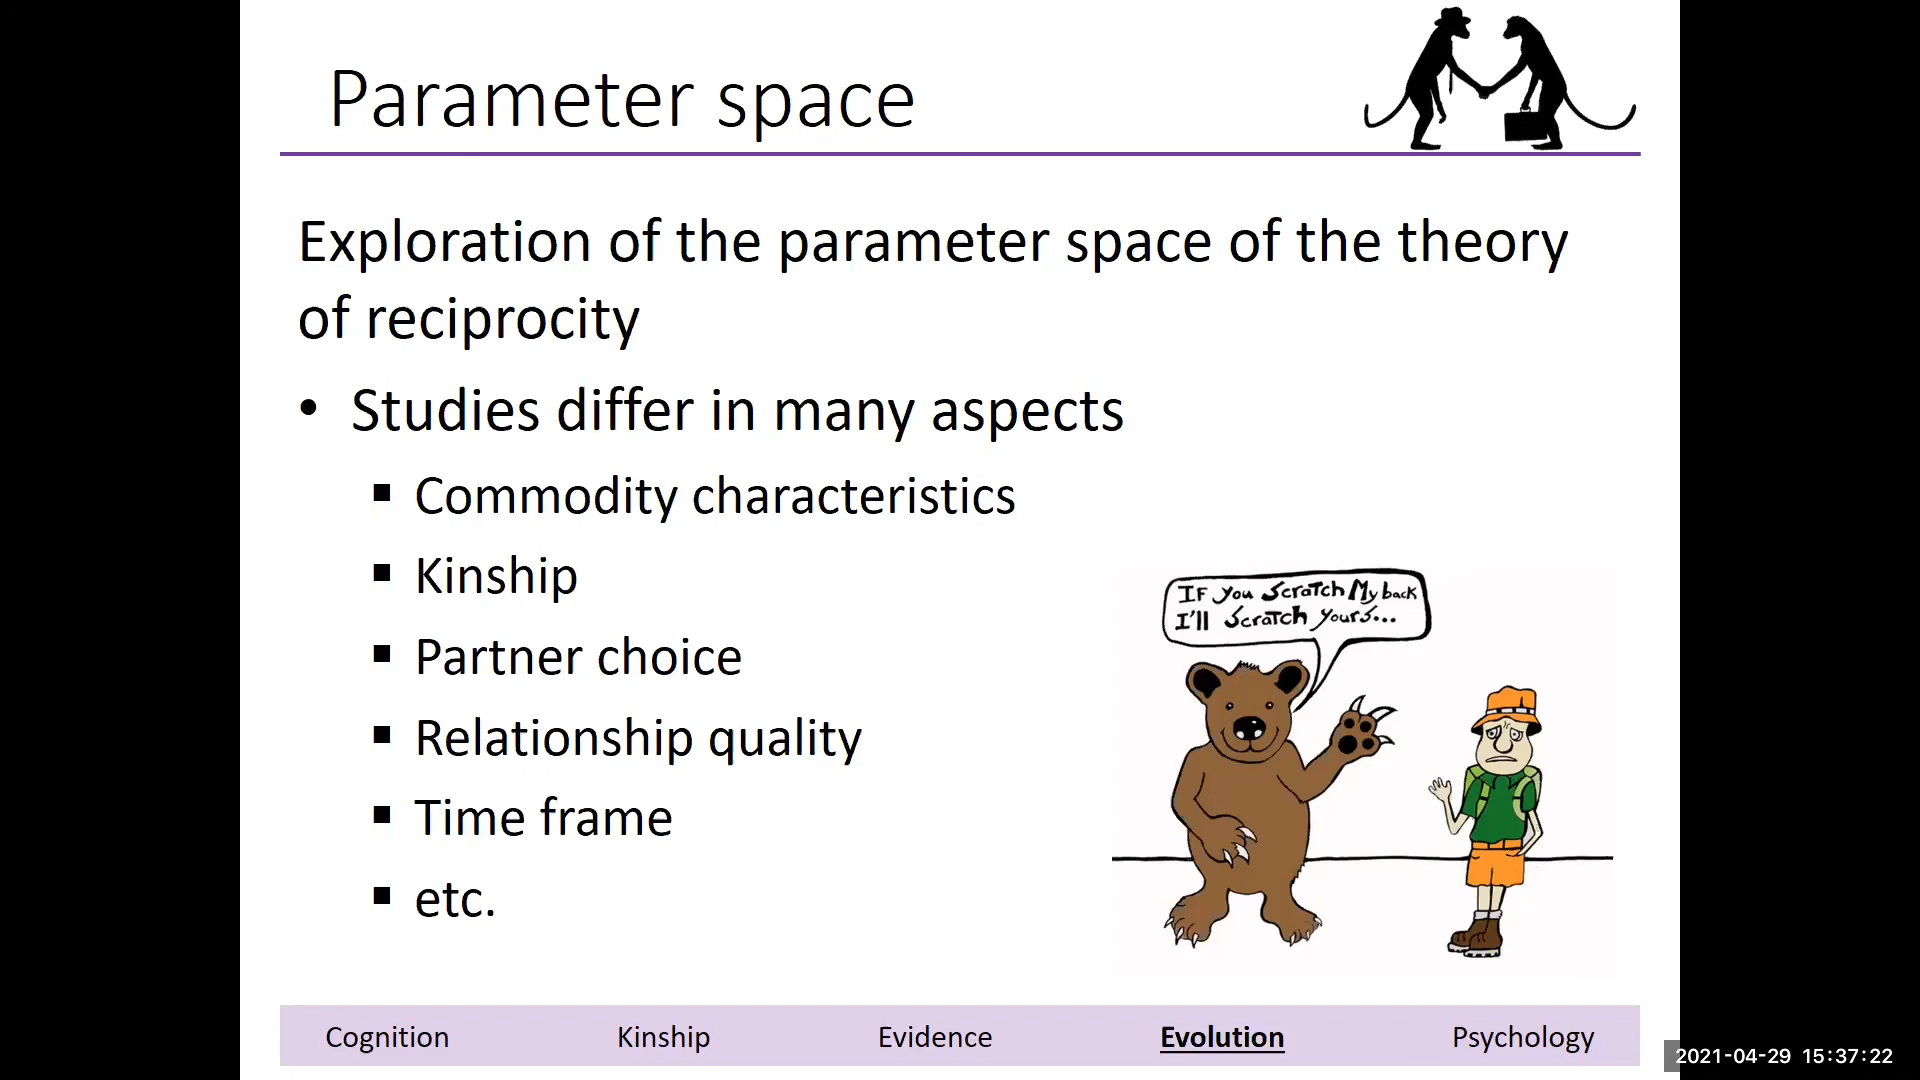 Parameter space
Exploration of the parameter space of the theory
of reciprocity
• Studies differ in many aspects
▪ Commodity characteristics
▪ Kinship
▪ Partner choice
▪ Relationship quality
▪ Time frame
▪ etc.
IF you Scratch My back
I'll Scratch yours...
Cognition Kinship Evidence Evolution Psychology
2021-04-29 15:37:22